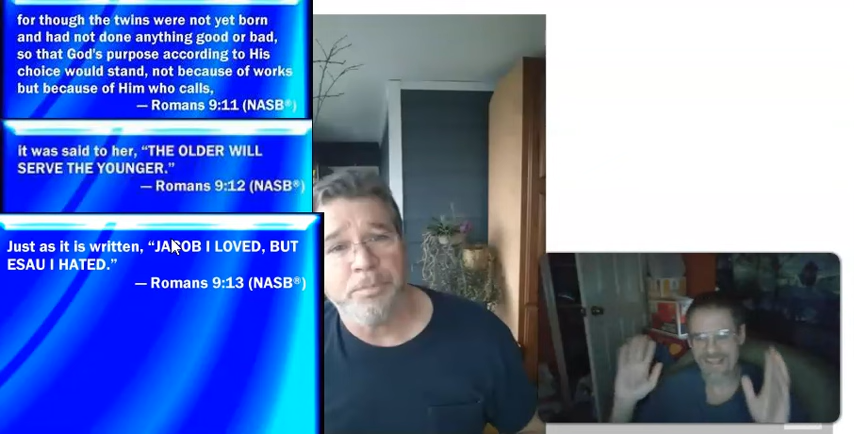 for though the twins were not yet born
and had not done anything good or bad,
so that God's purpose according to His
choice would stand, not because of works
but because of Him who calls,
— Romans 9:11 (NASB®)
it was said to her, “THE OLDER WILL
SERVE THE YOUNGER.”
— Romans 9:12 (NASB®)
Just as it is written, “JACOB I LOVED, BUT
ESAU I HATED.”
— Romans 9:13 (NASB®)